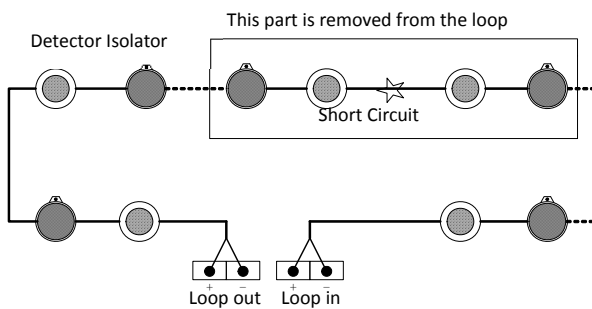 This part is removed from the loop
Detector Isolator
Short Circuit
+ − + −
Loop out Loop in